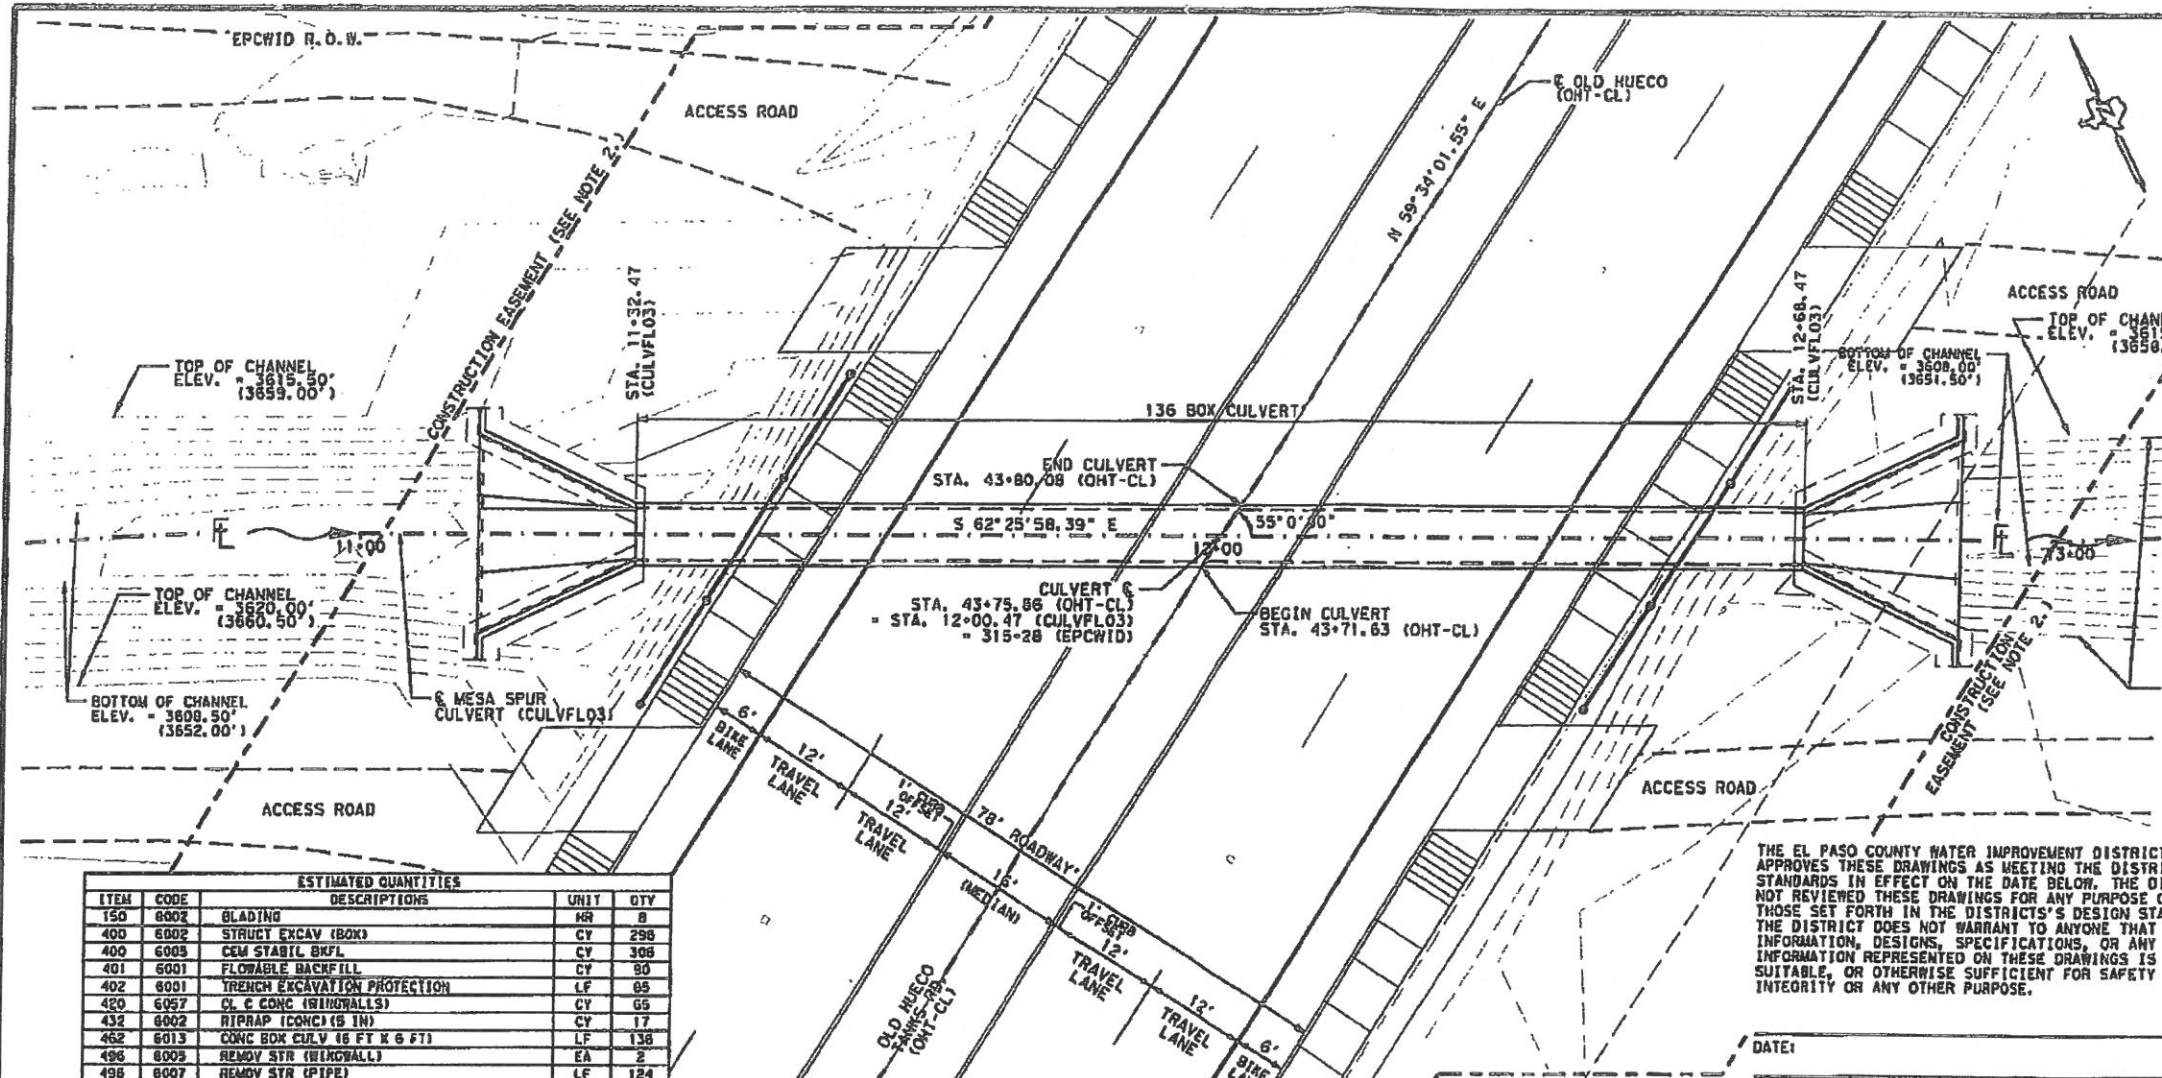 EPCWID R.O.W.
ACCESS ROAD
CONSTRUCTION EASEMENT (SEE NOTE 2.)
℄ OLD HUECO
(OHT-CL)
N 59°34'01.55" E
STA. 11+32.47
(CULVFL03)
STA. 12+68.47
(CULVFL03)
ACCESS ROAD
TOP OF CHANNEL
ELEV. = 3615.50'
(3659.00')
BOTTOM OF CHANNEL
ELEV. = 3608.00'
(3651.50')
136 BOX CULVERT
END CULVERT
STA. 43+80.08 (OHT-CL)
S 62°25'58.39" E
11+00
12+00
13+00
TOP OF CHANNEL
ELEV. = 3620.00'
(3660.50')
CULVERT ℄
STA. 43+75.86 (OHT-CL)
= STA. 12+00.47 (CULVFL03)
= 315+28 (EPCWID)
BEGIN CULVERT
STA. 43+71.63 (OHT-CL)
BOTTOM OF CHANNEL
ELEV. = 3608.50'
(3652.00')
℄ MESA SPUR
CULVERT (CULVFL03)
CONSTRUCTION
EASEMENT (SEE NOTE 2.)
6'
BIKE
LANE
12'
TRAVEL
LANE
1' CURB
OFFSET
12'
TRAVEL
LANE
78' ROADWAY
16'
(MEDIAN)
1' CURB
OFFSET
12'
TRAVEL
LANE
12'
TRAVEL
LANE
6'
BIKE
OLD HUECO
TANKS RD.
(OHT-CL)
ACCESS ROAD
ACCESS ROAD
ESTIMATED QUANTITIES
ITEM CODE DESCRIPTIONS UNIT QTY
150 6002 BLADING HR 8
400 6002 STRUCT EXCAV (BOX) CY 298
400 6005 CEM STABIL BKFL CY 308
401 6001 FLOWABLE BACKFILL CY 90
402 6001 TRENCH EXCAVATION PROTECTION LF 85
420 6057 CL C CONC (WINGWALLS) CY 65
432 6002 RIPRAP (CONC)(5 IN) CY 17
462 6013 CONC BOX CULV (6 FT X 6 FT) LF 136
496 6005 REMOV STR (WINGWALL) EA 2
496 6007 REMOV STR (PIPE) LF 124
THE EL PASO COUNTY WATER IMPROVEMENT DISTRICT
APPROVES THESE DRAWINGS AS MEETING THE
STANDARDS IN EFFECT ON THE DATE BELOW. THE
NOT REVIEWED THESE DRAWINGS FOR ANY PURPOSE
THOSE SET FORTH IN THE DISTRICTS'S DESIGN
THE DISTRICT DOES NOT WARRANT TO ANYONE THAT
INFORMATION, DESIGNS, SPECIFICATIONS, OR ANY
INFORMATION REPRESENTED ON THESE DRAWINGS IS
SUITABLE, OR OTHERWISE SUFFICIENT FOR SAFETY
INTEGRITY OR ANY OTHER PURPOSE.
DATE: